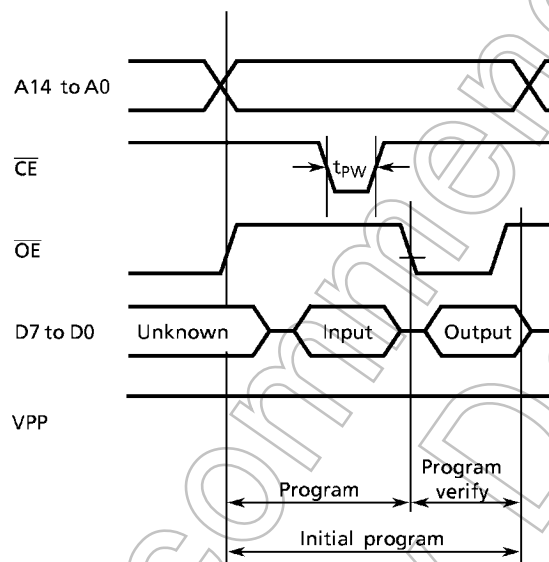 A14 to A0
CE
tPW
OE
D7 to D0
Unknown
Input
Output
VPP
Program
Program
verify
Initial program